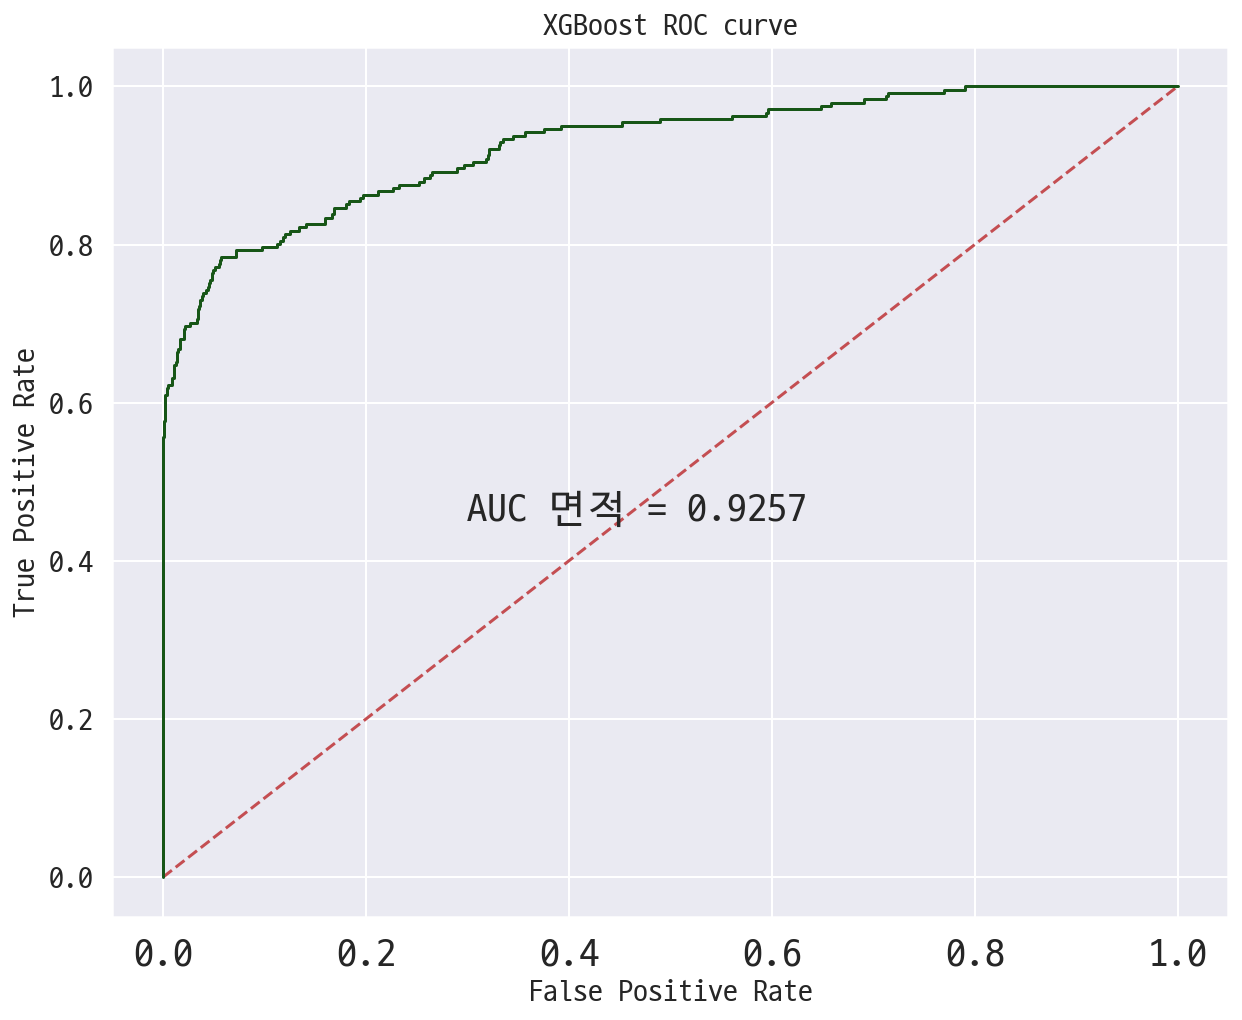 XGBoost ROC curve
True Positive Rate
1.0
0.8
0.6
0.4
0.2
0.0
AUC 면적 = 0.9257
0.0 0.2 0.4 0.6 0.8 1.0
False Positive Rate